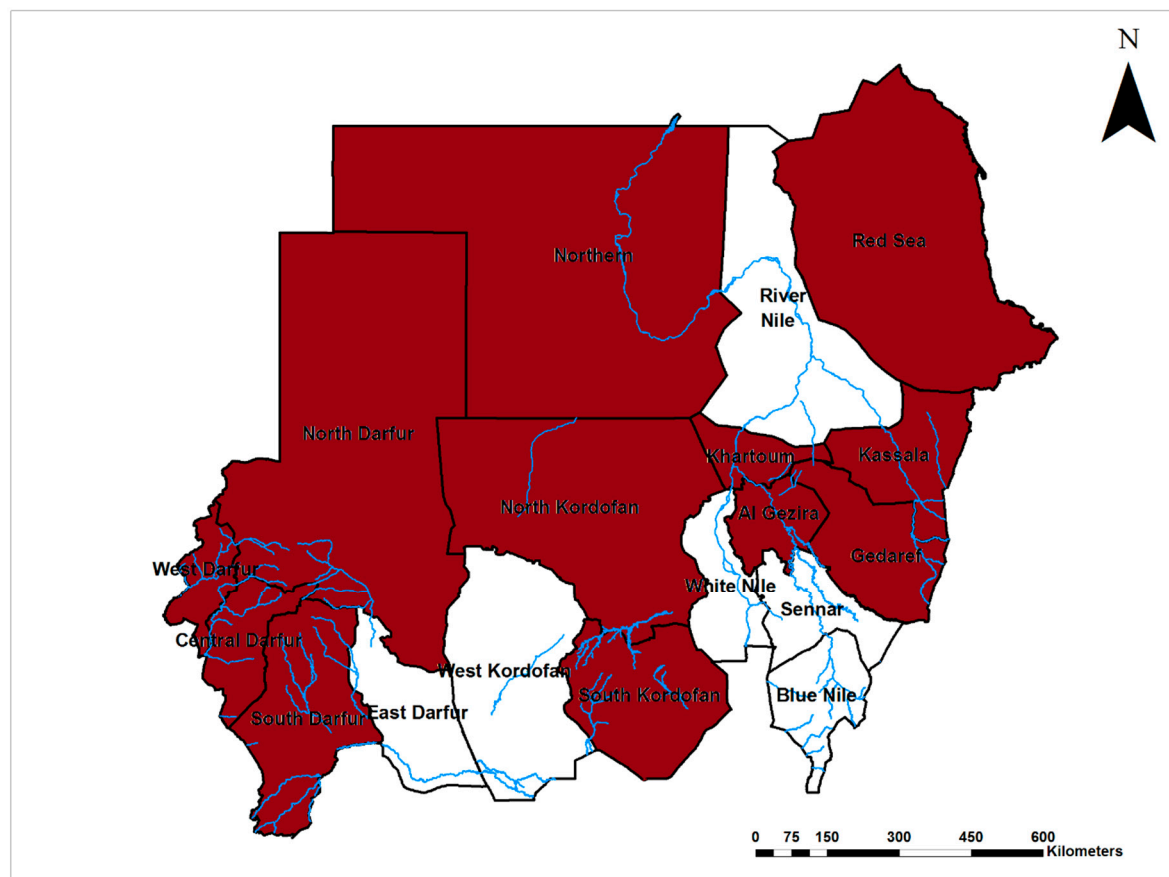 N
Red Sea
Northern
River
Nile
North Darfur
Khartoum
Kassala
North Kordofan
Al Gezira
Gedaref
West Darfur
White Nile
Sennar
Central Darfur
West Kordofan
South Kordofan
Blue Nile
East Darfur
South Darfur
0 75 150 300 450 600
Kilometers